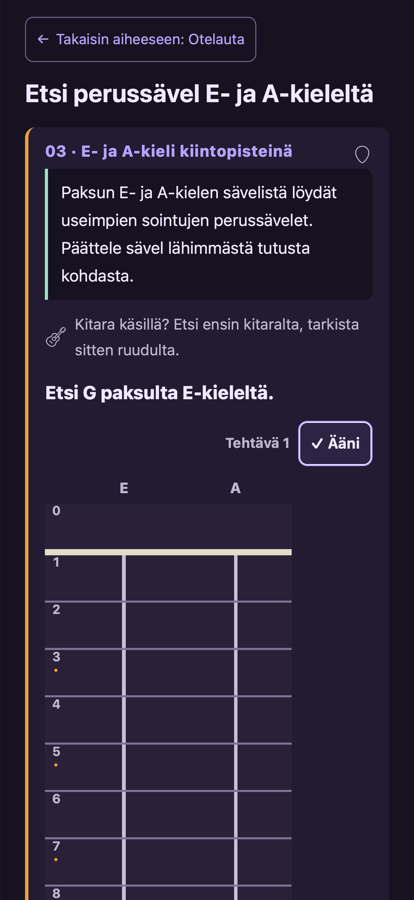 ← Takaisin aiheeseen: Otelauta
Etsi perussävel E- ja A-kieleltä
03 · E- ja A-kieli kiintopisteinä
Paksun E- ja A-kielen sävelistä löydät
useimpien sointujen perussävelet.
Päättele sävel lähimmästä tutusta
kohdasta.
Kitara käsillä? Etsi ensin kitaralta, tarkista
sitten ruudulta.
Etsi G paksulta E-kieleltä.
Tehtävä 1 ✓ Ääni
E A
0
1
2
3
4
5
6
7
8